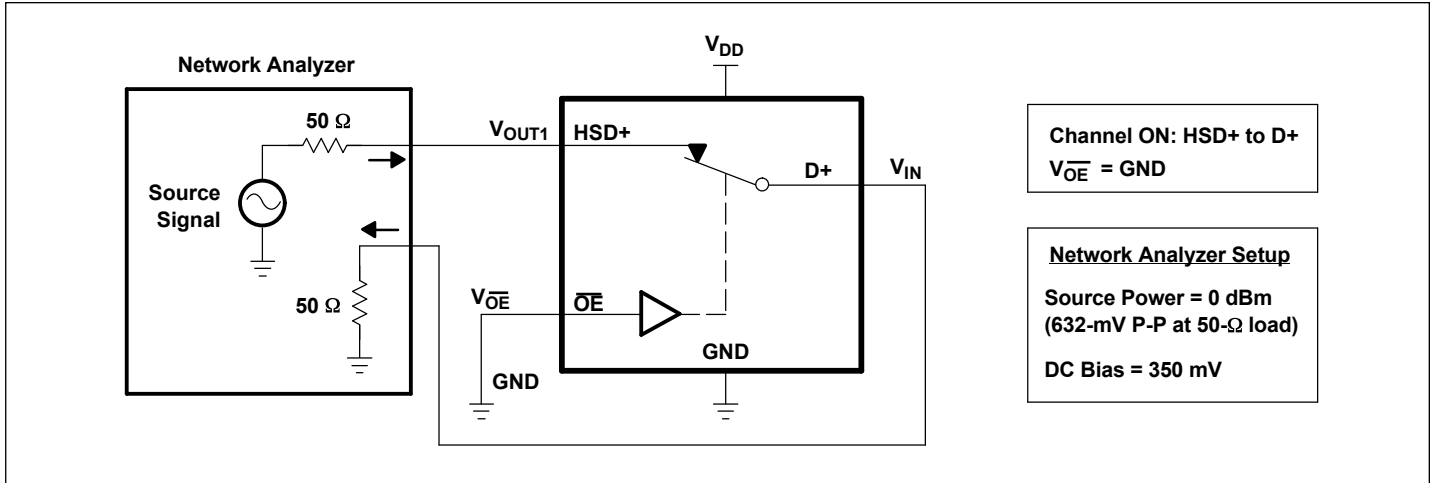 Network Analyzer
50 Ω
Source
Signal
50 Ω
VDD
VOUT1
HSD+
D+
VIN
VOE
OE
GND
GND
Channel ON: HSD+ to D+
VOE = GND
Network Analyzer Setup
Source Power = 0 dBm
(632-mV P-P at 50-Ω load)
DC Bias = 350 mV